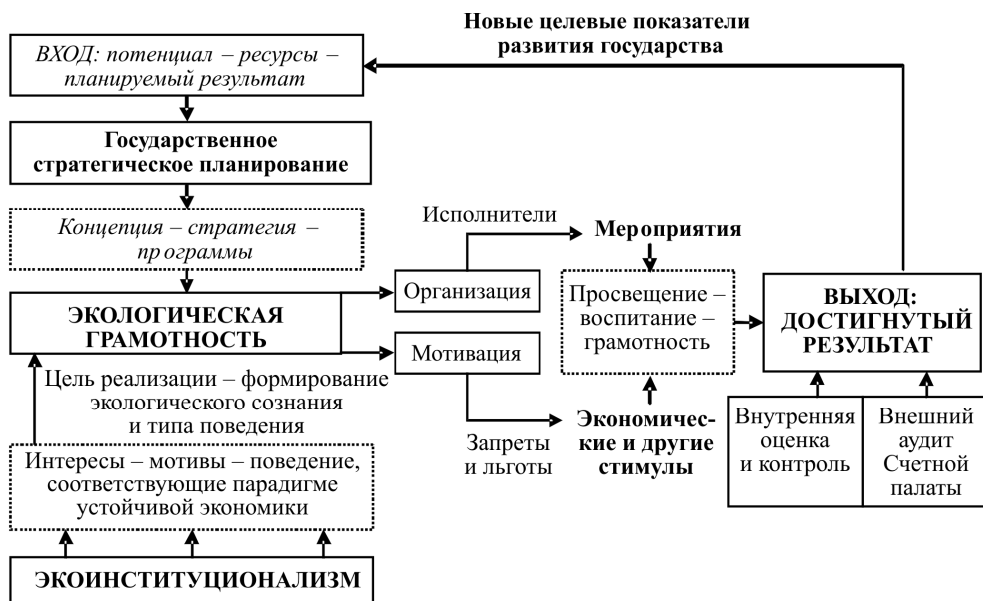 Новые целевые показатели
развития государства
ВХОД: потенциал – ресурсы –
планируемый результат
Государственное
стратегическое планирование
Концепция – стратегия –
программы
ЭКОЛОГИЧЕСКАЯ
ГРАМОТНОСТЬ
Цель реализации – формирование
экологического сознания
и типа поведения
Интересы – мотивы – поведение,
соответствующие парадигме
устойчивой экономики
ЭКОИНСТИТУЦИОНАЛИЗМ
Исполнители
Организация
Мотивация
Запреты
и льготы
Мероприятия
Просвещение –
воспитание –
грамотность
Экономичес-
кие и другие
стимулы
ВЫХОД:
ДОСТИГНУТЫЙ
РЕЗУЛЬТАТ
Внутренняя
оценка
и контроль
Внешний
аудит
Счетной
палаты